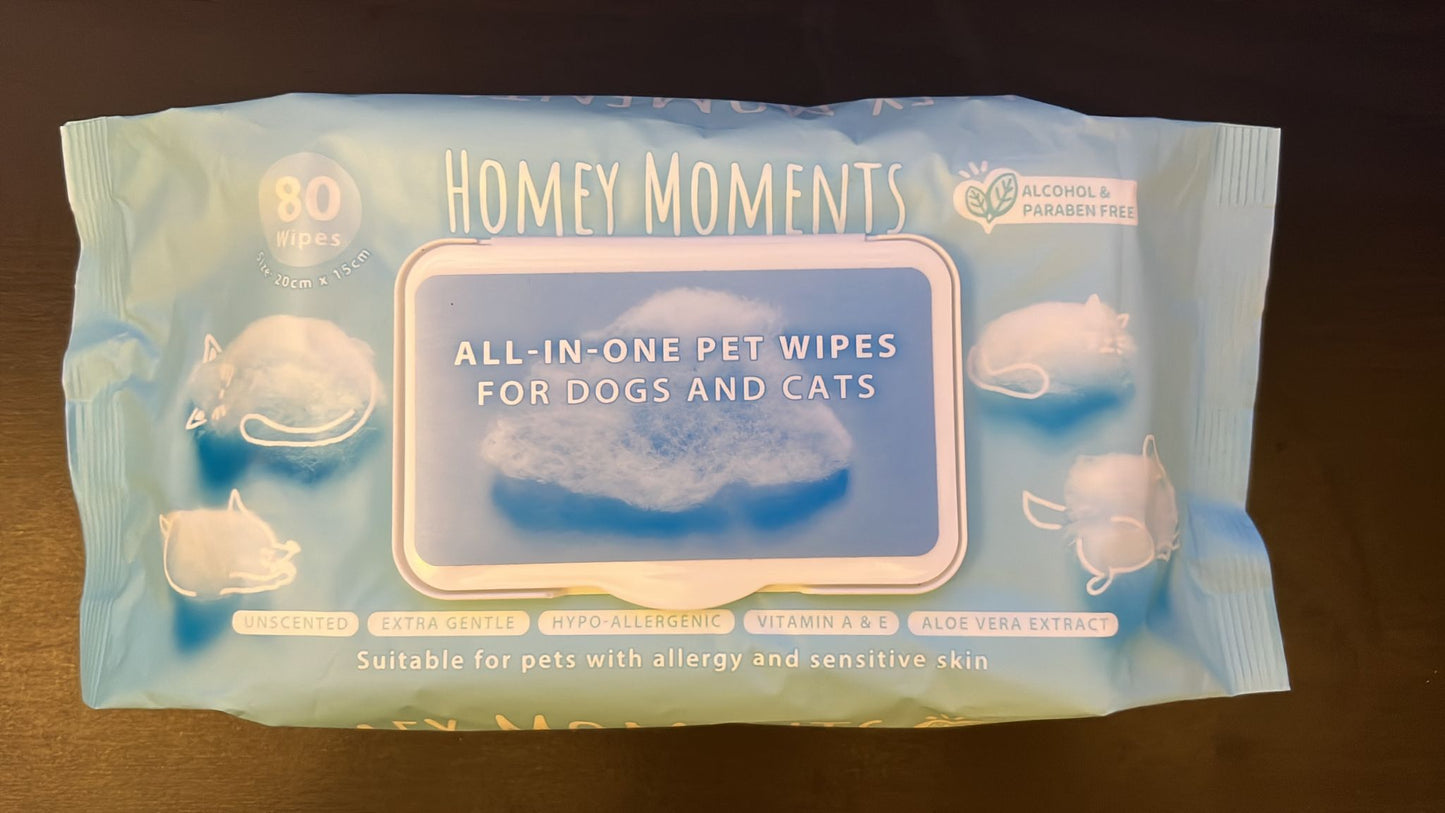 HOMEY MOMENTS
80
Wipes
Size 20cm x 15cm
ALCOHOL &
PARABEN FREE
ALL-IN-ONE PET WIPES
FOR DOGS AND CATS
UNSCENTED
EXTRA GENTLE
HYPO-ALLERGENIC
VITAMIN A & E
ALOE VERA EXTRACT
Suitable for pets with allergy and sensitive skin